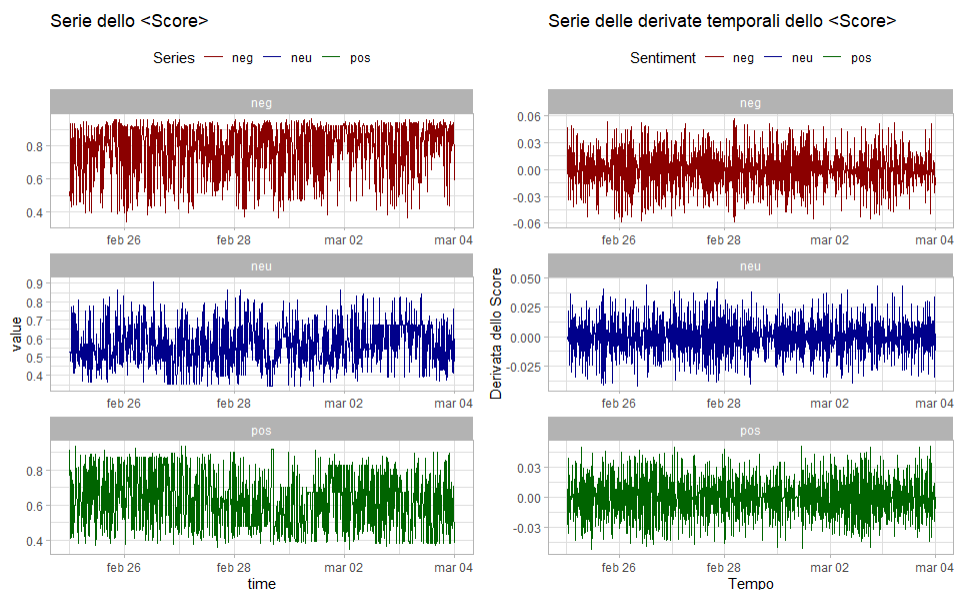 Serie dello <Score>
Series neg neu pos
neg
0.8
0.6
0.4
feb 26 feb 28 mar 02 mar 04
neu
0.9
0.8
0.7
0.6
0.5
0.4
feb 26 feb 28 mar 02 mar 04
pos
0.8
0.6
0.4
feb 26 feb 28 mar 02 mar 04
value
time
Serie delle derivate temporali dello <Score>
Sentiment neg neu pos
neg
0.06
0.03
0.00
-0.03
-0.06
feb 26 feb 28 mar 02 mar 04
neu
0.050
0.025
0.000
-0.025
feb 26 feb 28 mar 02 mar 04
pos
0.03
0.00
-0.03
feb 26 feb 28 mar 02 mar 04
Derivata dello Score
Tempo